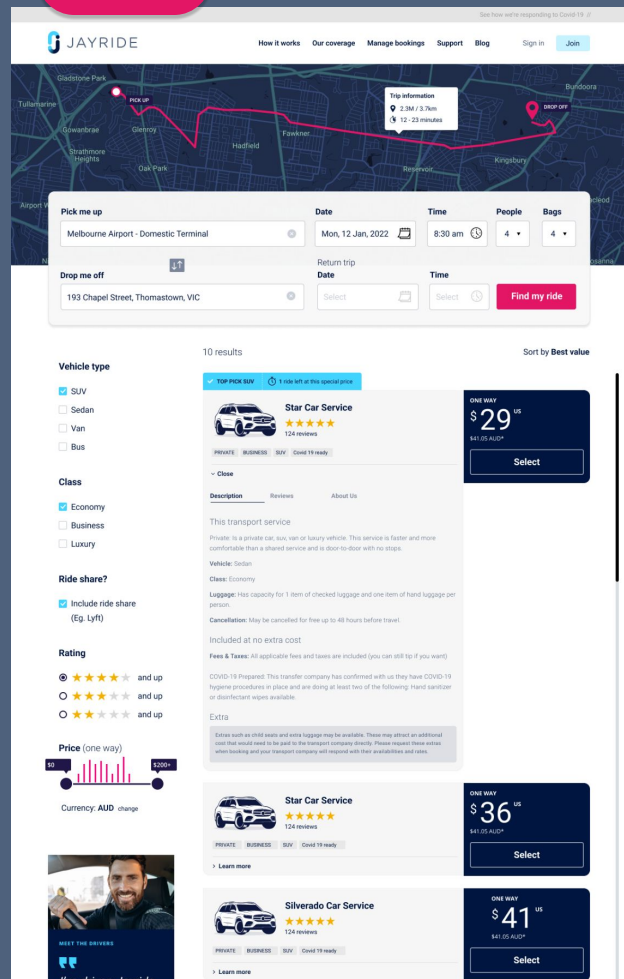 See how we're responding to Covid-19 //
JAYRIDE
How it works Our coverage Manage bookings Support Blog Sign in Join
Gladstone Park
Bundoora
Tullamarine
PICK UP
Trip information
2.3M / 3.7km
12 - 23 minutes
DROP OFF
Gowanbrae
Glenroy
Fawkner
Hadfield
Strathmore
Heights
Kingsbury
Oak Park
Reservoir
Airport
Pick me up Date Time People Bags
Melbourne Airport - Domestic Terminal Mon, 12 Jan, 2022 8:30 am 4 4
Return trip
Drop me off Date Time
193 Chapel Street, Thomastown, VIC Select Select Find my ride
10 results Sort by Best value
Vehicle type
SUV
Sedan
Van
Bus
Class
Economy
Business
Luxury
Ride share?
Include ride share
(Eg. Lyft)
Rating
and up
and up
and up
Price (one way)
$0 $200+
Currency: AUD change
MEET THE DRIVERS
TOP PICK SUV 1 ride left at this special price
Star Car Service
124 reviews
PRIVATE BUSINESS SUV Covid 19 ready
Close
ONE WAY
$29 US
$41.05 AUD*
Select
Description Reviews About Us
This transport service
Private: Is a private car, suv, van or luxury vehicle. This service is faster and more
comfortable than a shared service and is door-to-door with no stops.
Vehicle: Sedan
Class: Economy
Luggage: Has capacity for 1 item of checked luggage and one item of hand luggage per
person.
Cancellation: May be cancelled for free up to 48 hours before travel.
Included at no extra cost
Fees & Taxes: All applicable fees and taxes are included (you can still tip if you want)
COVID-19 Prepared: This transfer company has confirmed with us they have COVID-19
hygiene procedures in place and are doing at least two of the following: Hand sanitizer
or disinfectant wipes available.
Extra
Extras such as child seats and extra luggage may be available. These may attract an additional
cost that would need to be paid to the transport company directly. Please request these extras
when booking and your transport company will respond with their availabilities and rates.
Star Car Service
124 reviews
PRIVATE BUSINESS SUV Covid 19 ready
Learn more
ONE WAY
$36 US
$41.05 AUD*
Select
Silverado Car Service
124 reviews
PRIVATE BUSINESS SUV Covid 19 ready
Learn more
ONE WAY
$41 US
$41.05 AUD*
Select